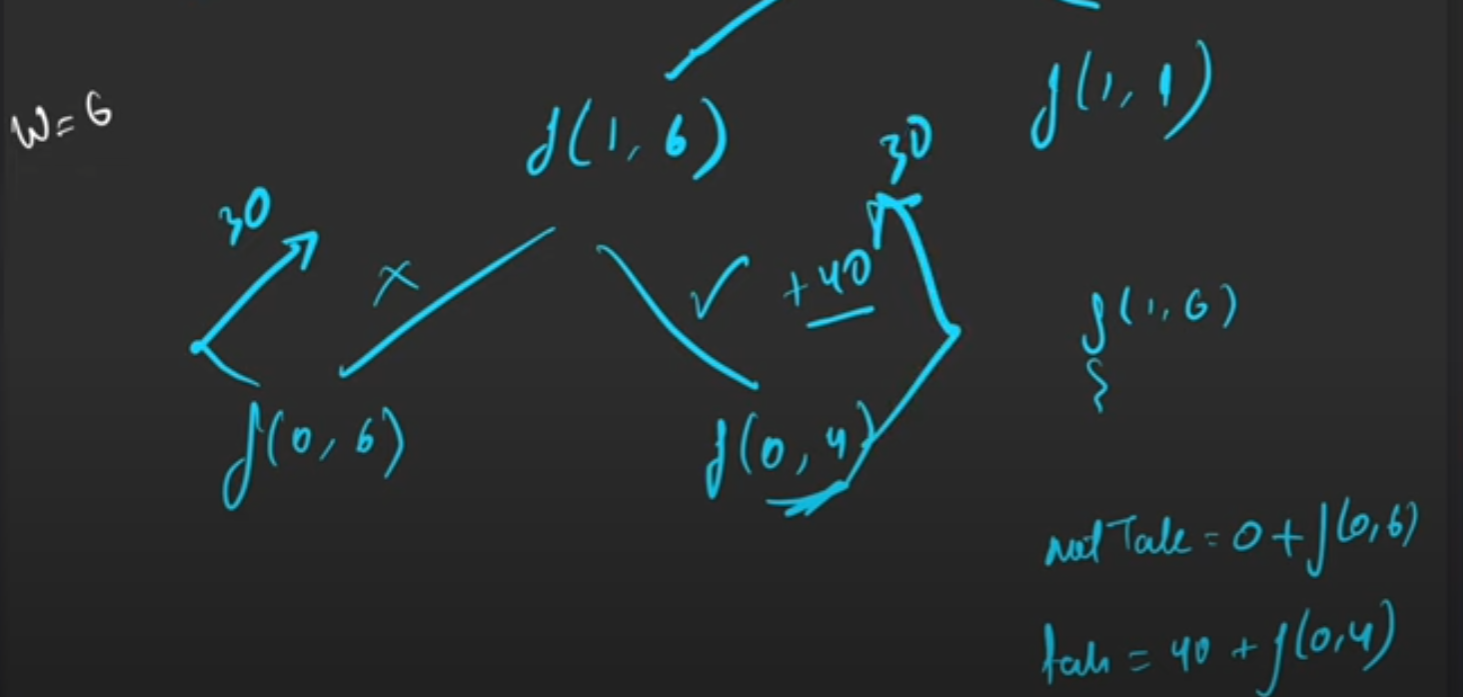 f(1, 1)
W=6
f(1, 6)
30
30
x
✓
+40
f(1, 6)
{
f(0, 6)
f(0, 4)
not Take = 0 + f(0, 6)
take = 40 + f(0, 4)